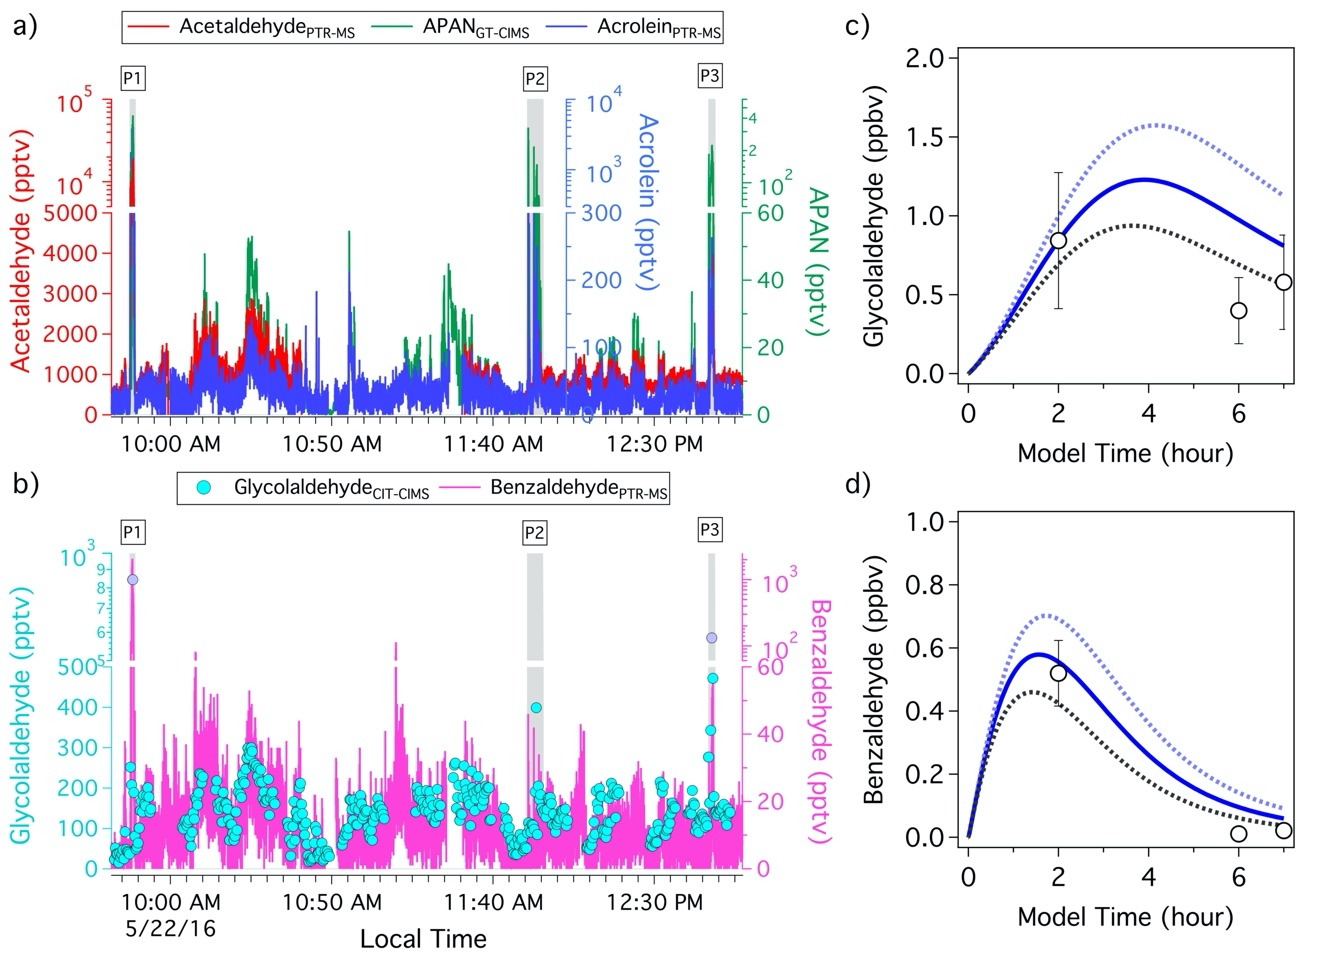 a)
Acetaldehyde PTR-MS APAN GT-CIMS Acrolein PTR-MS
P1 P2 P3
10^5
10^4
5000
4000
3000
2000
1000
0
Acetaldehyde (pptv)
10^4
10^3
300
200
100
0
Acrolein (pptv)
4
2
10^2
60
40
20
0
APAN (pptv)
10:00 AM 10:50 AM 11:40 AM 12:30 PM
b)
Glycolaldehyde CIT-CIMS Benzaldehyde PTR-MS
P1 P2 P3
10^3
9
8
7
6
5
500
400
300
200
100
0
Glycolaldehyde (pptv)
10^3
10^2
60
40
20
0
Benzaldehyde (pptv)
10:00 AM 10:50 AM 11:40 AM 12:30 PM
5/22/16
Local Time
c)
2.0
1.5
1.0
0.5
0.0
Glycolaldehyde (ppbv)
0 2 4 6
Model Time (hour)
d)
1.0
0.8
0.6
0.4
0.2
0.0
Benzaldehyde (ppbv)
0 2 4 6
Model Time (hour)